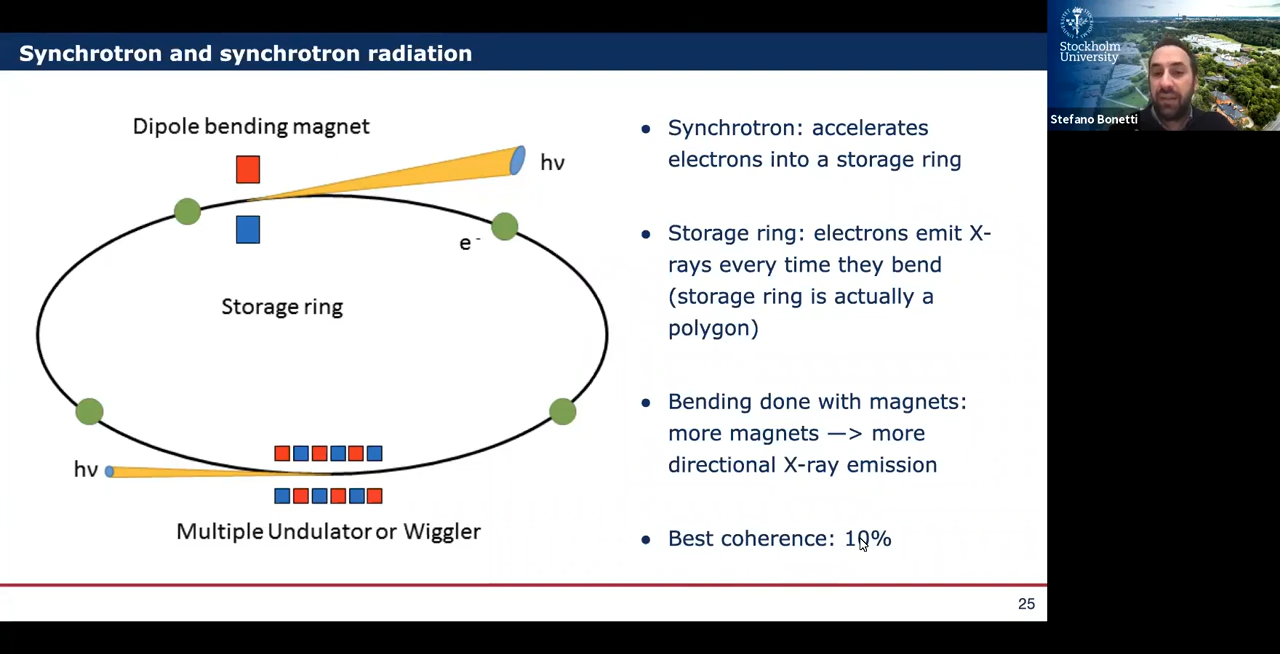 Synchrotron and synchrotron radiation
Dipole bending magnet
hν
e-
Storage ring
hν
Multiple Undulator or Wiggler
• Synchrotron: accelerates
electrons into a storage ring
• Storage ring: electrons emit X-
rays every time they bend
(storage ring is actually a
polygon)
• Bending done with magnets:
more magnets —> more
directional X-ray emission
• Best coherence: 10%
25
Stockholm
University
Stefano Bonetti